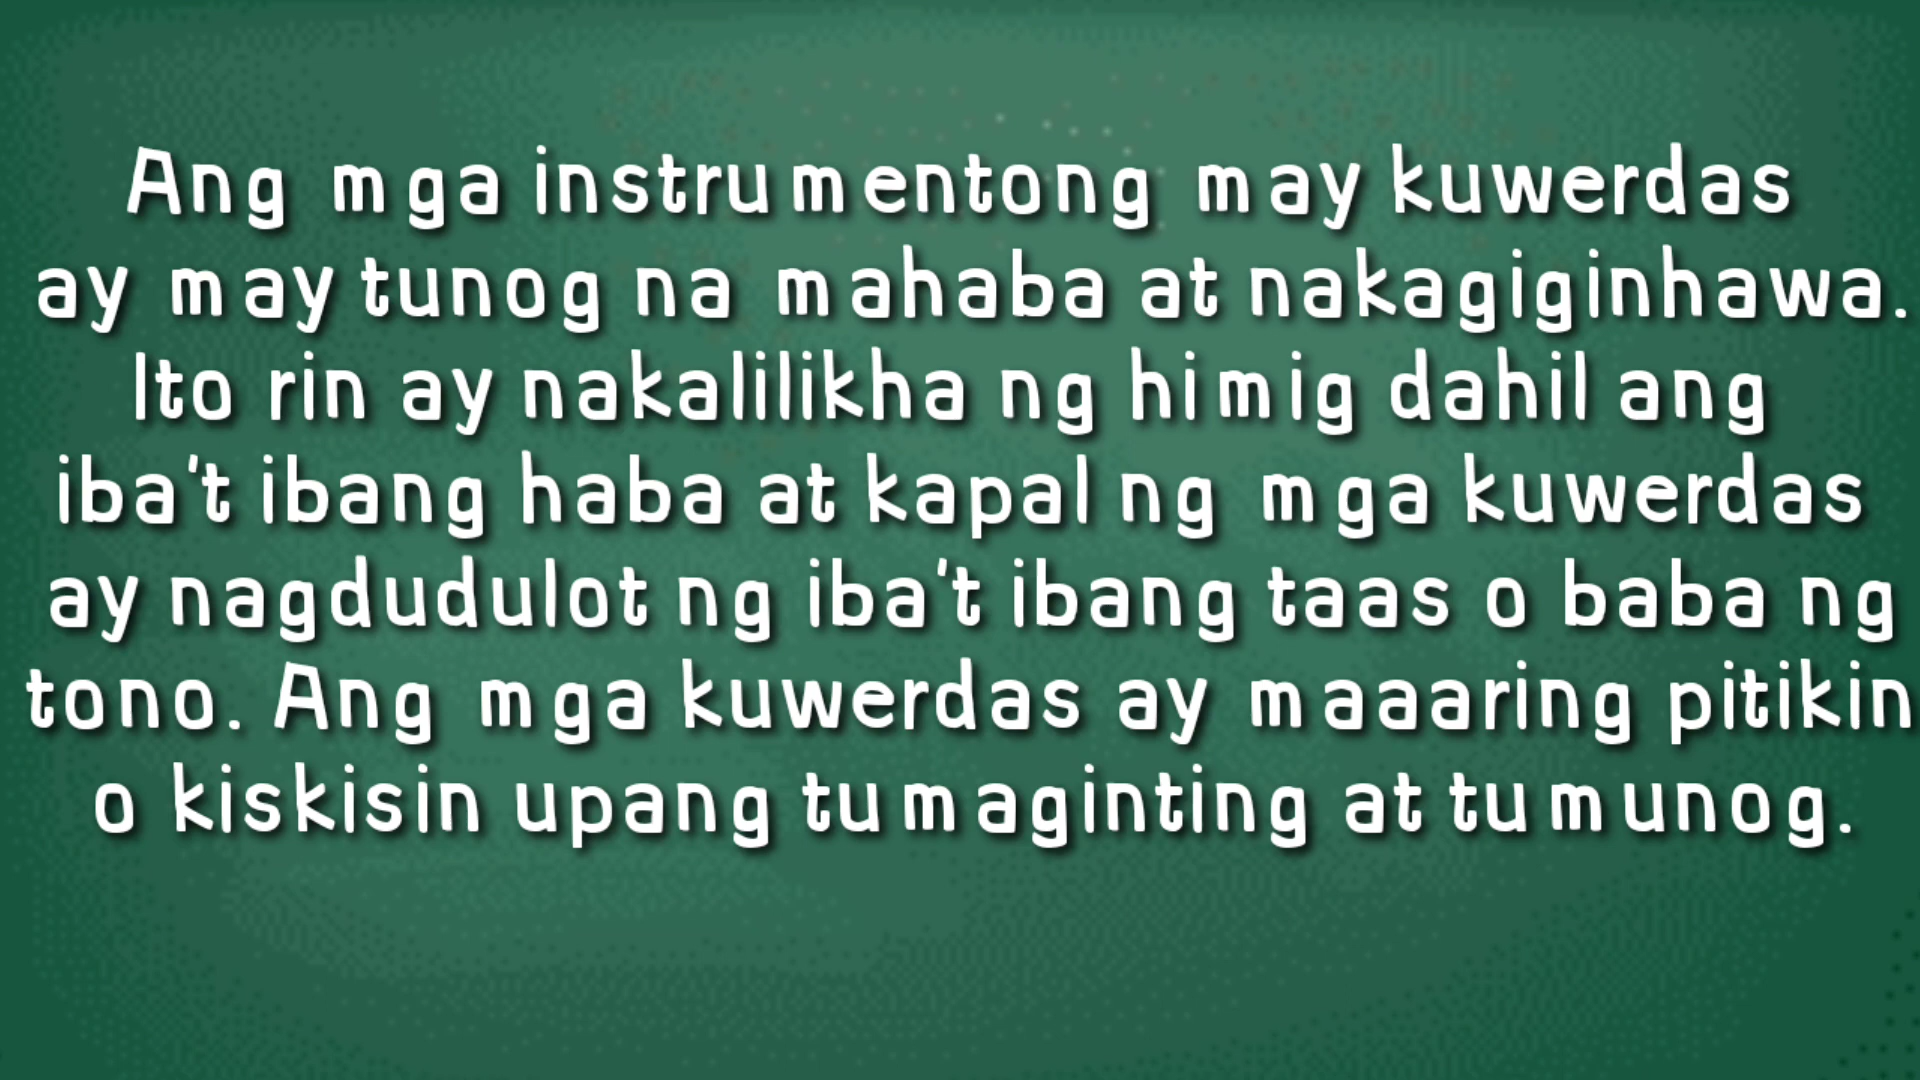 Ang mga instrumentong may kuwerdas
ay may tunog na mahaba at nakagiginhawa.
Ito rin ay nakalilikha ng himig dahil ang
iba't ibang haba at kapal ng mga kuwerdas
ay nagdudulot ng iba't ibang taas o baba ng
tono. Ang mga kuwerdas ay maaaring pitikin
o kiskisin upang tumaginting at tumunog.